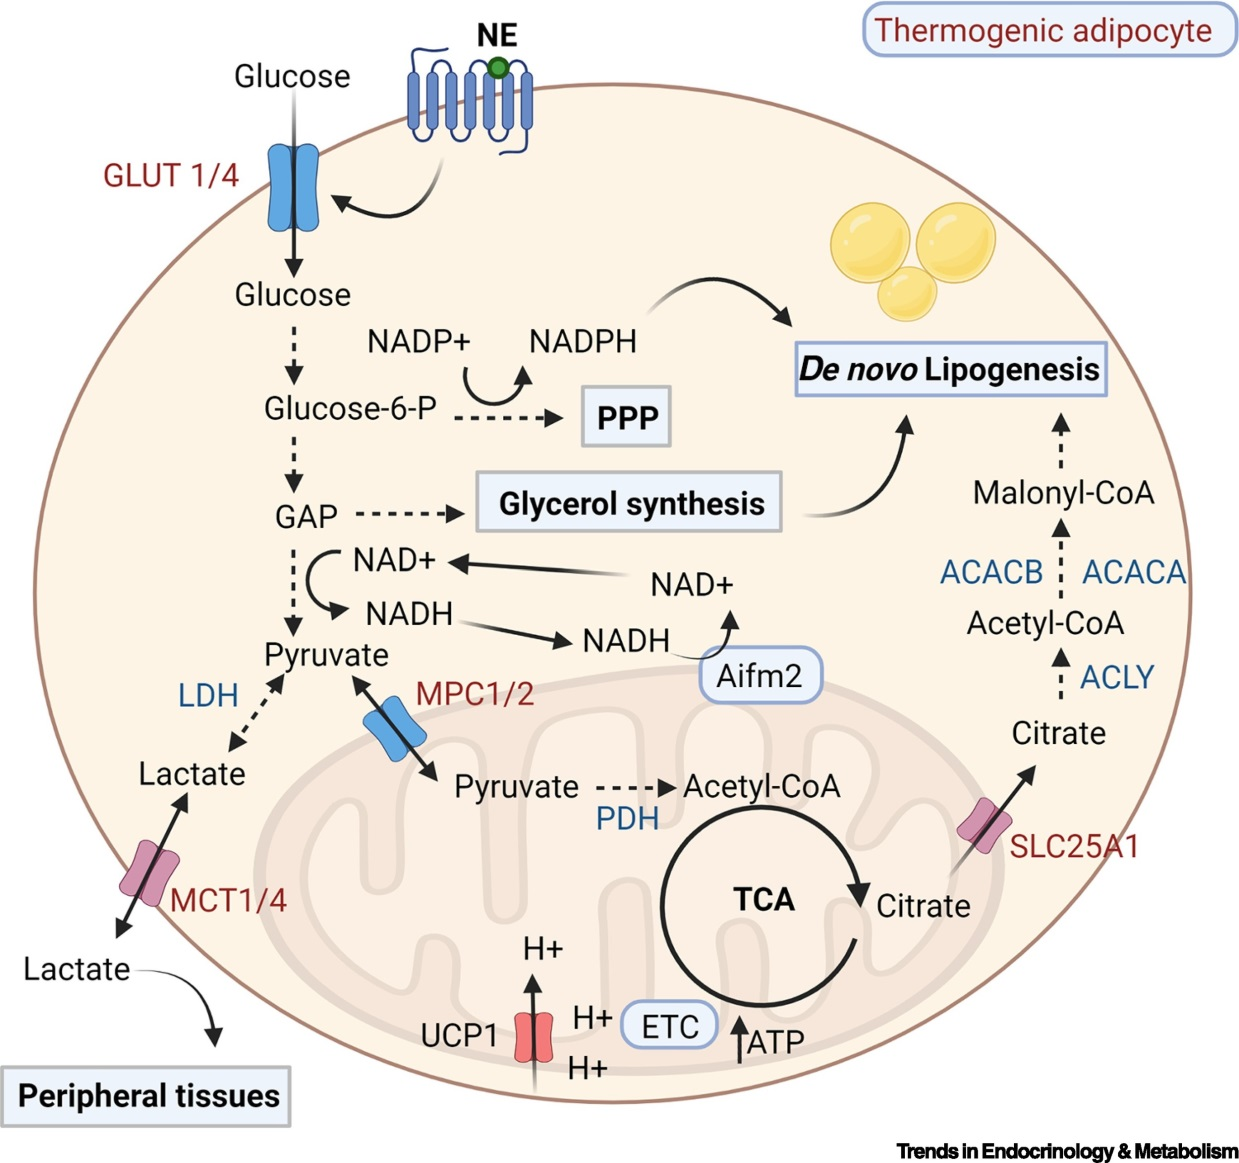 NE
Thermogenic adipocyte
Glucose
GLUT 1/4
Glucose
NADP+
NADPH
De novo Lipogenesis
Glucose-6-P
PPP
Malonyl-CoA
Glycerol synthesis
GAP
NAD+
NAD+
ACACB
ACACA
NADH
NADH
Acetyl-CoA
Pyruvate
Aifm2
ACLY
LDH
MPC1/2
Citrate
Lactate
Pyruvate
Acetyl-CoA
PDH
SLC25A1
MCT1/4
TCA
Citrate
H+
Lactate
UCP1
H+
ETC
ATP
H+
Peripheral tissues
Trends in Endocrinology & Metabolism